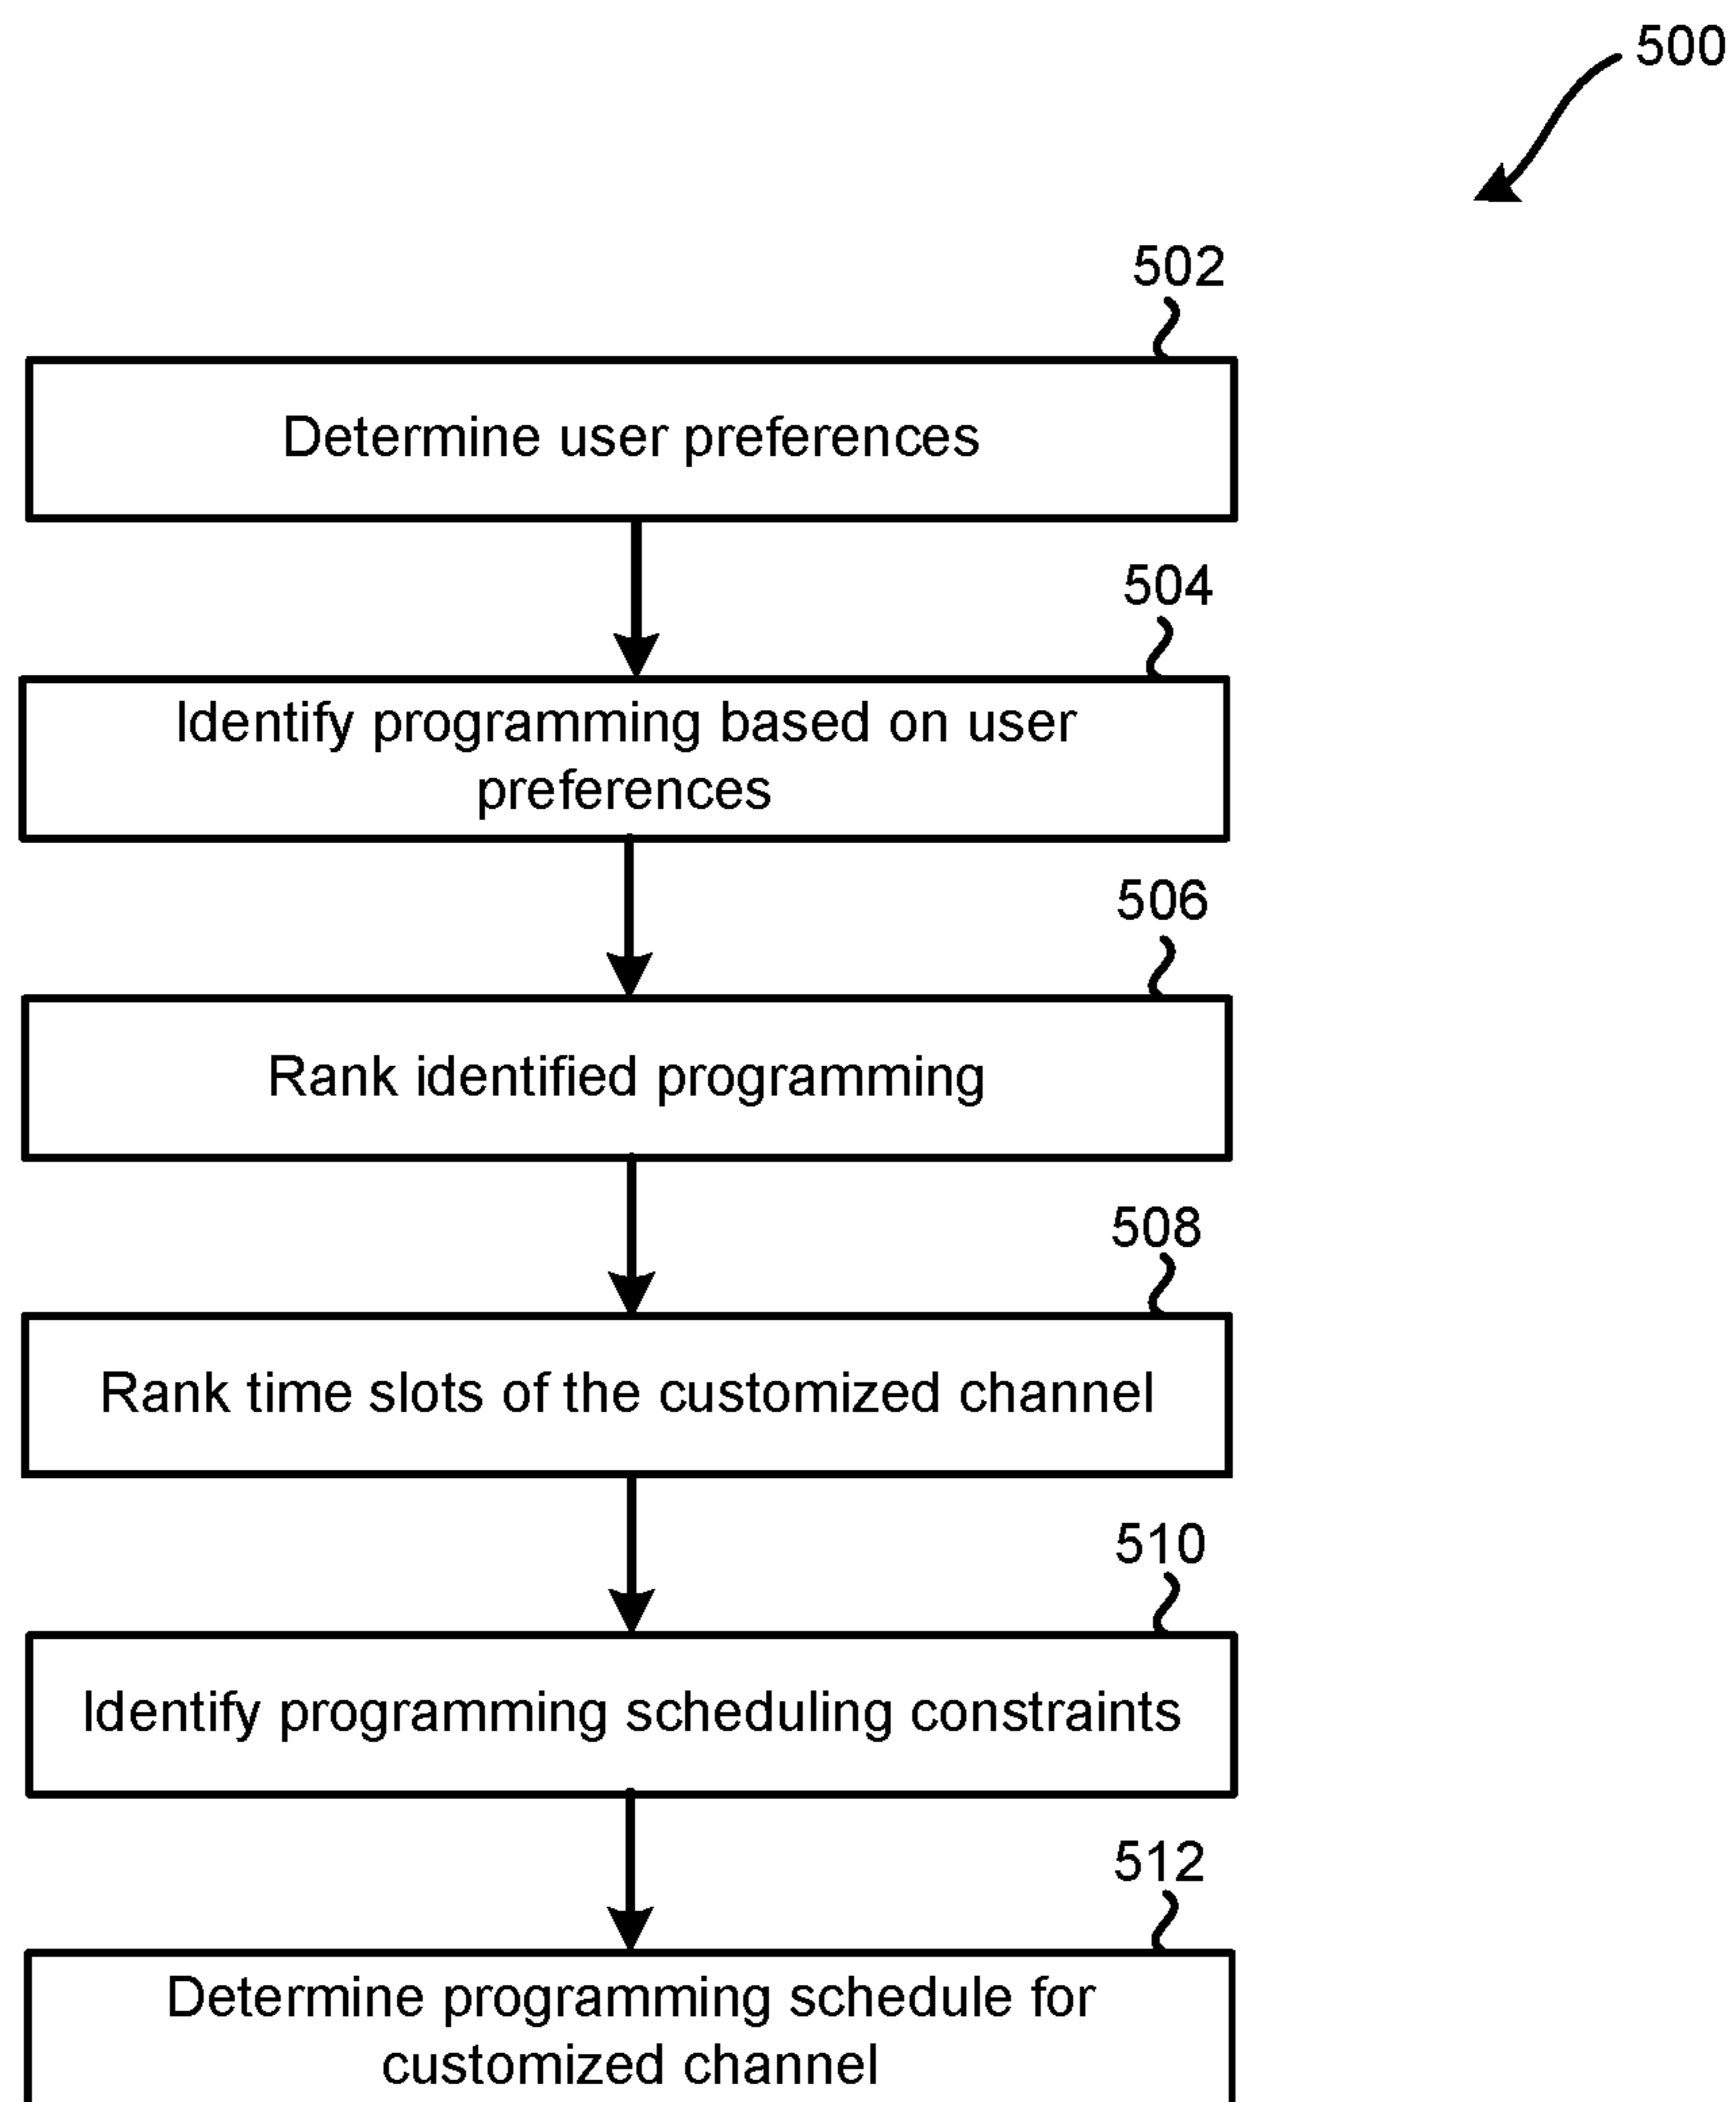 500
502
Determine user preferences
504
Identify programming based on user
preferences
506
Rank identified programming
508
Rank time slots of the customized channel
510
Identify programming scheduling constraints
512
Determine programming schedule for
customized channel